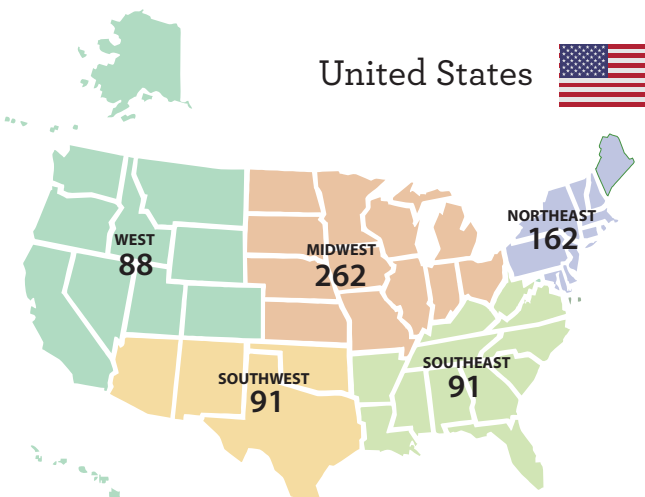 United States
NORTHEAST
162
WEST
88
MIDWEST
262
SOUTHWEST
91
SOUTHEAST
91